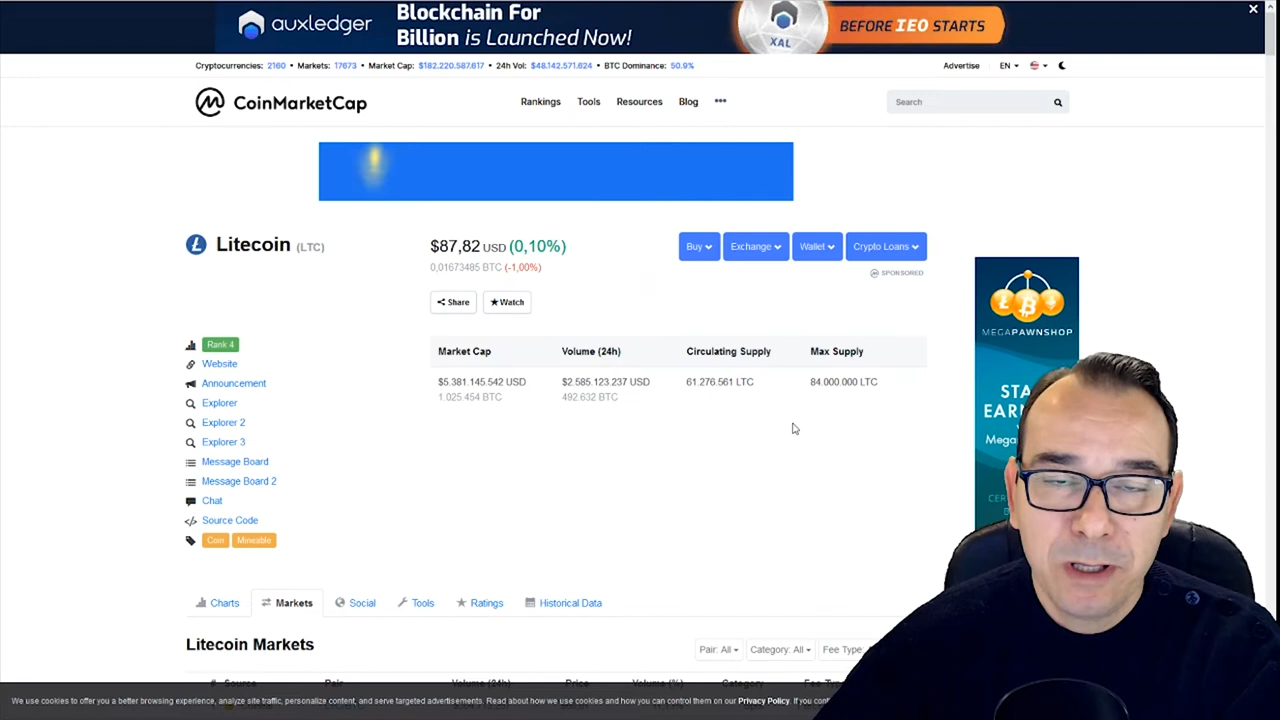 auxledger
Blockchain For
Billion is Launched Now!
XAL
BEFORE IEO STARTS
Cryptocurrencies: 2160 • Markets: 17673 • Market Cap: $182.220.587.617 • 24h Vol: $48.142.571.624 • BTC Dominance: 50.9%
Advertise
EN
CoinMarketCap
Rankings
Tools
Resources
Blog
•••
Search
Litecoin (LTC)
$87,82 USD (0,10%)
0,01673485 BTC (-1,00%)
Buy
Exchange
Wallet
Crypto Loans
SPONSORED
Share
Watch
MEGAPAWNSHOP
Rank 4
Website
Announcement
Explorer
Explorer 2
Explorer 3
Message Board
Message Board 2
Chat
Source Code
Coin
Mineable
Market Cap
Volume (24h)
Circulating Supply
Max Supply
$5.381.145.542 USD
$2.585.123.237 USD
61.276.561 LTC
84.000.000 LTC
1.025.454 BTC
492.632 BTC
Charts
Markets
Social
Tools
Ratings
Historical Data
Litecoin Markets
Pair: All
Category: All
Fee Type:
We use cookies to offer you a better browsing experience, analyze site traffic, personalize content, and serve targeted advertisements. Read about how we use cookies and how you can control them on our Privacy Policy. If you